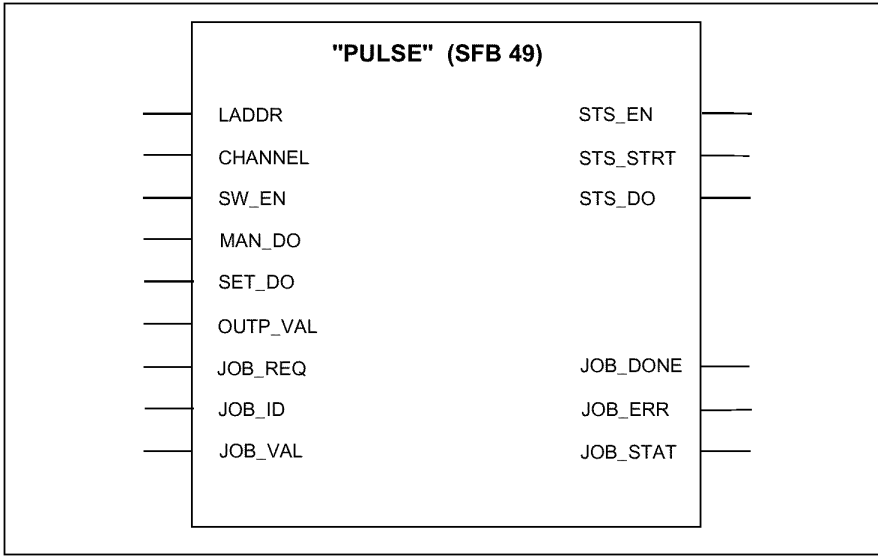 "PULSE" (SFB 49)
LADDR STS_EN
CHANNEL STS_STRT
SW_EN STS_DO
MAN_DO
SET_DO
OUTP_VAL
JOB_REQ JOB_DONE
JOB_ID JOB_ERR
JOB_VAL JOB_STAT